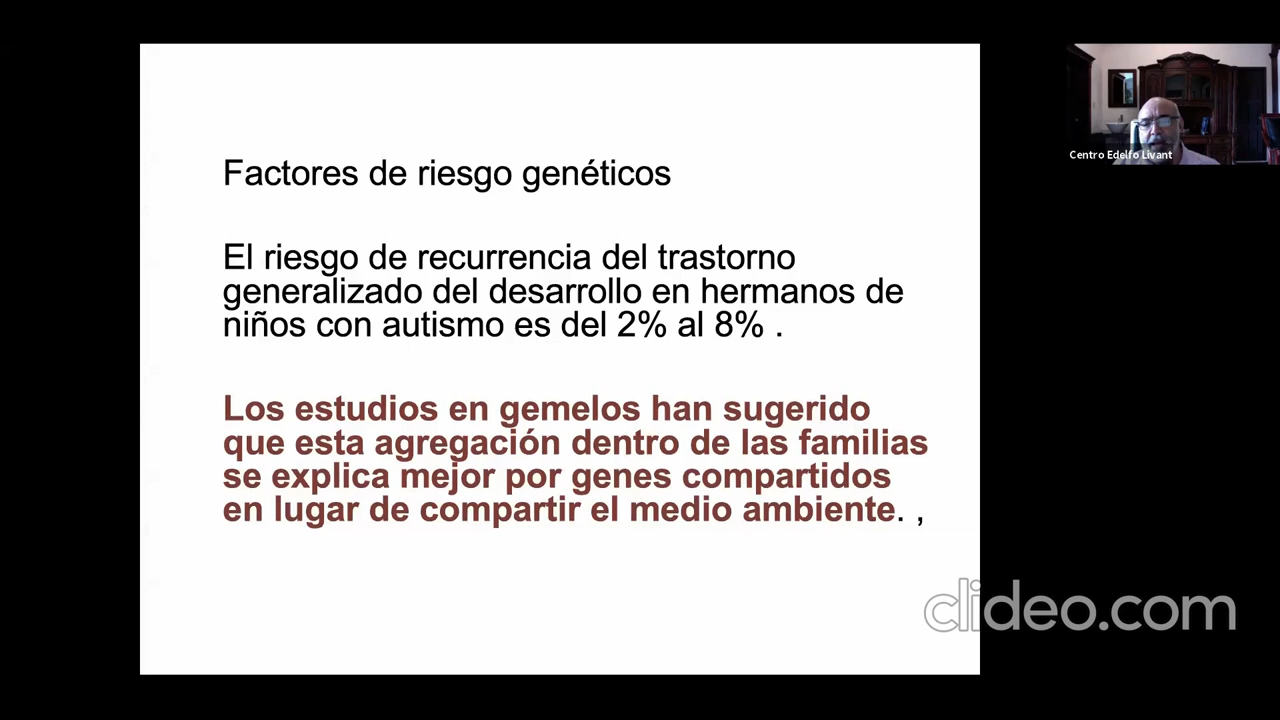 Factores de riesgo genéticos
El riesgo de recurrencia del trastorno
generalizado del desarrollo en hermanos de
niños con autismo es del 2% al 8% .
Los estudios en gemelos han sugerido
que esta agregación dentro de las familias
se explica mejor por genes compartidos
en lugar de compartir el medio ambiente. ,
Centro Edelfo Livant
clideo.com